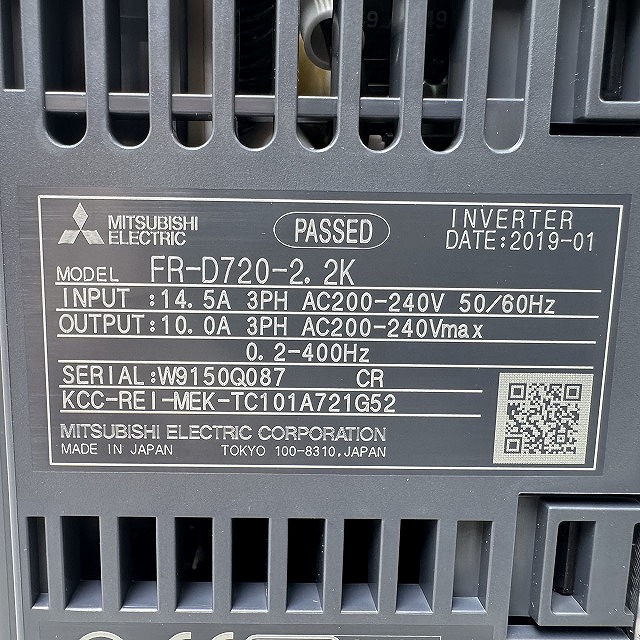 MITSUBISHI ELECTRIC
PASSED
INVERTER
DATE:2019-01
MODEL FR-D720-2.2K
INPUT :14.5A 3PH AC200-240V 50/60Hz
OUTPUT:10.0A 3PH AC200-240Vmax
0.2-400Hz
SERIAL:W9150Q087 CR
KCC-REI-MEK-TC101A721G52
MITSUBISHI ELECTRIC CORPORATION
MADE IN JAPAN TOKYO 100-8310,JAPAN